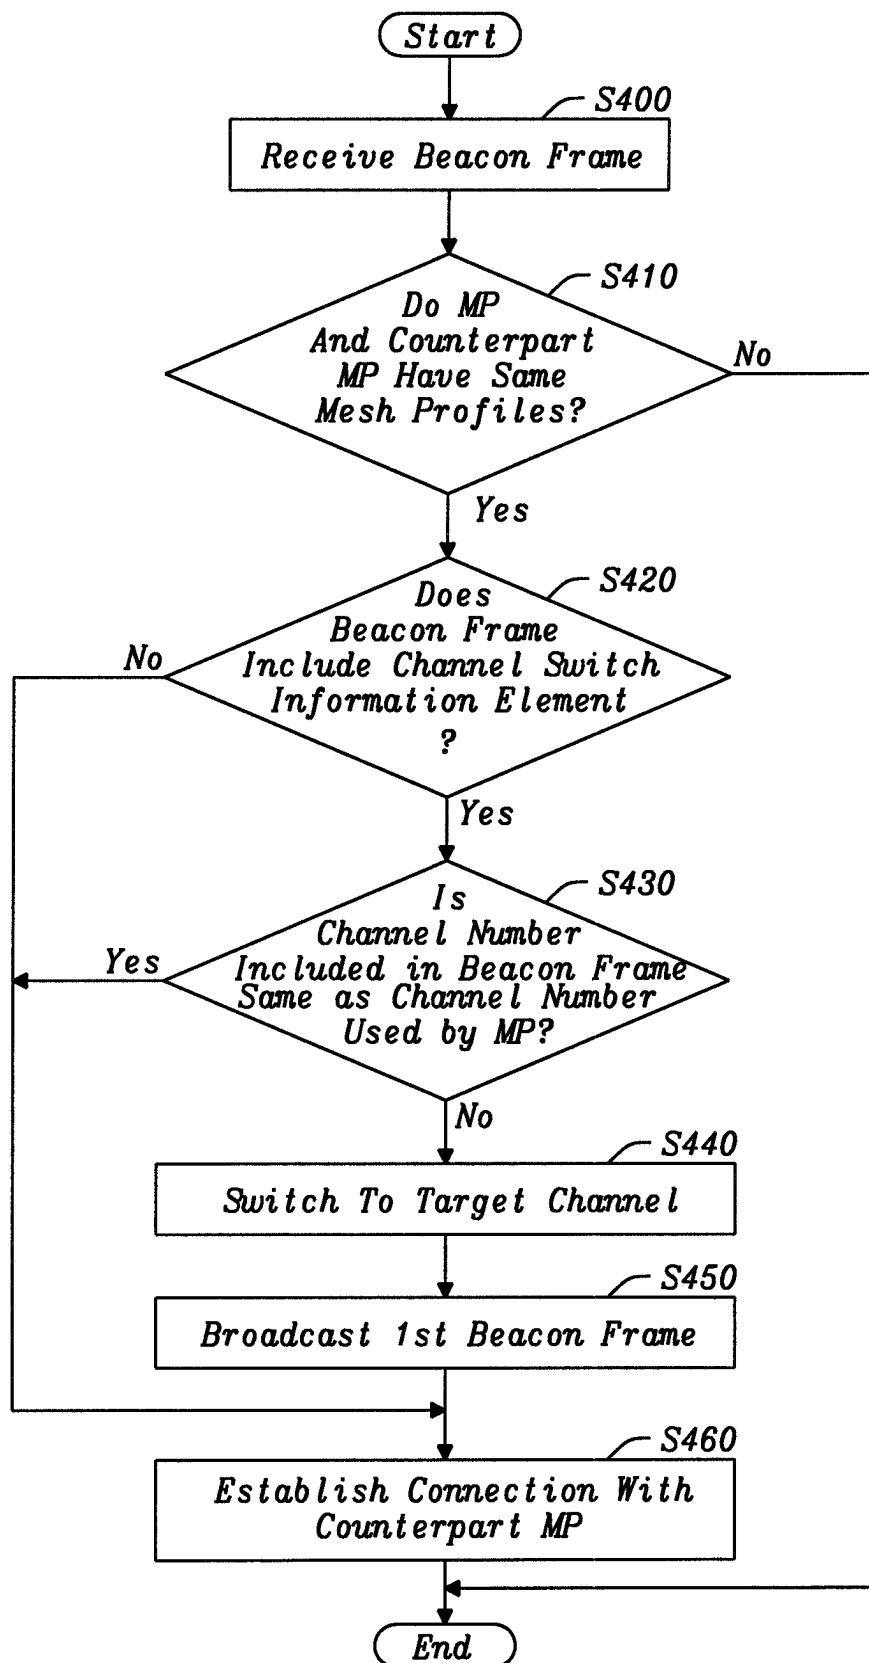 Start
S400
Receive Beacon Frame
S410
Do MP
And Counterpart
MP Have Same
Mesh Profiles?
No
Yes
S420
Does
Beacon Frame
Include Channel Switch
Information Element
?
No
Yes
S430
Is
Channel Number
Included in Beacon Frame
Same as Channel Number
Used by MP?
Yes
No
S440
Switch To Target Channel
S450
Broadcast 1st Beacon Frame
S460
Establish Connection With
Counterpart MP
End